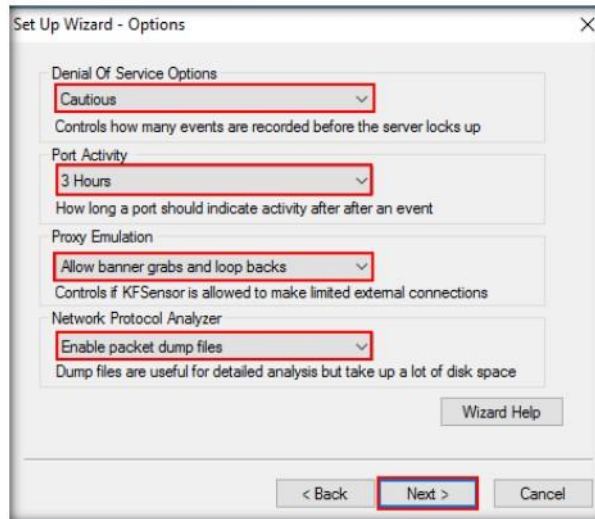 Set Up Wizard - Options
Denial Of Service Options
Cautious
Controls how many events are recorded before the server locks up
Port Activity
3 Hours
How long a port should indicate activity after after an event
Proxy Emulation
Allow banner grabs and loop backs
Controls if KFSensor is allowed to make limited external connections
Network Protocol Analyzer
Enable packet dump files
Dump files are useful for detailed analysis but take up a lot of disk space
Wizard Help
< Back Next > Cancel